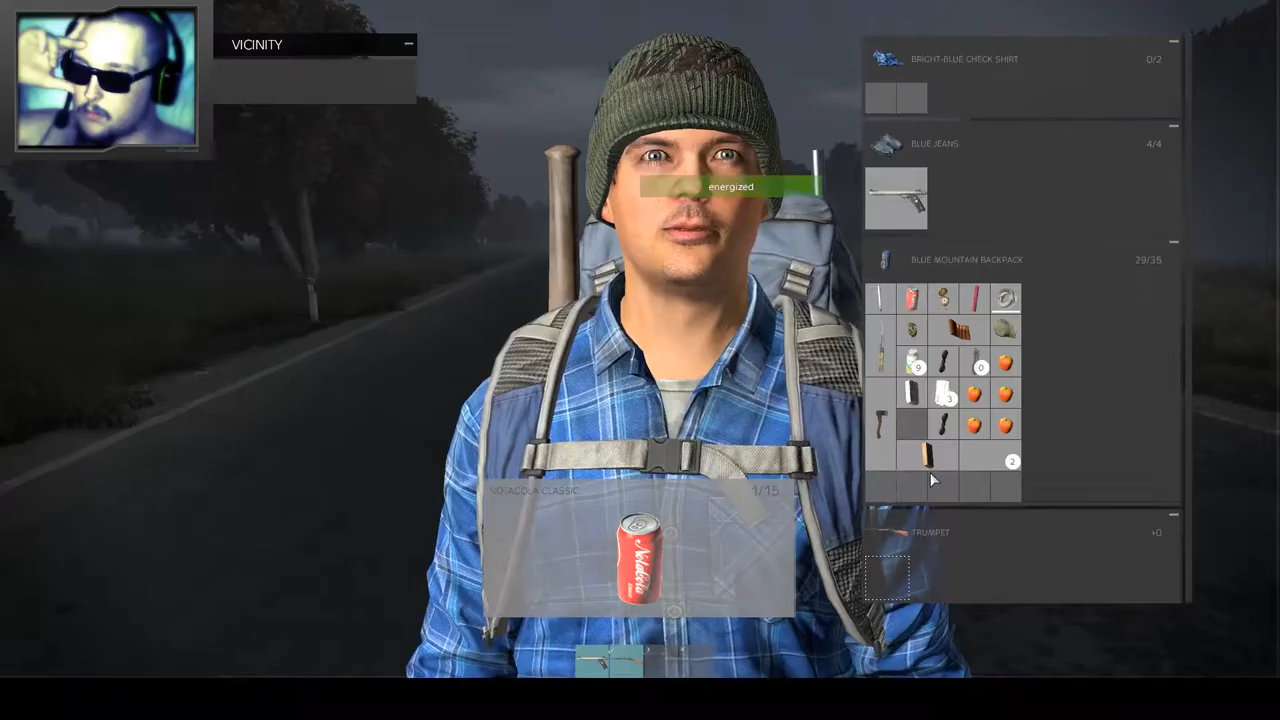 VICINITY
BRIGHT-BLUE CHECK SHIRT 0/2
BLUE JEANS 4/4
energized
BLUE MOUNTAIN BACKPACK 29/35
9
0
3
2
NOTACOLA CLASSIC 1/15
Notacola
TRUMPET +0